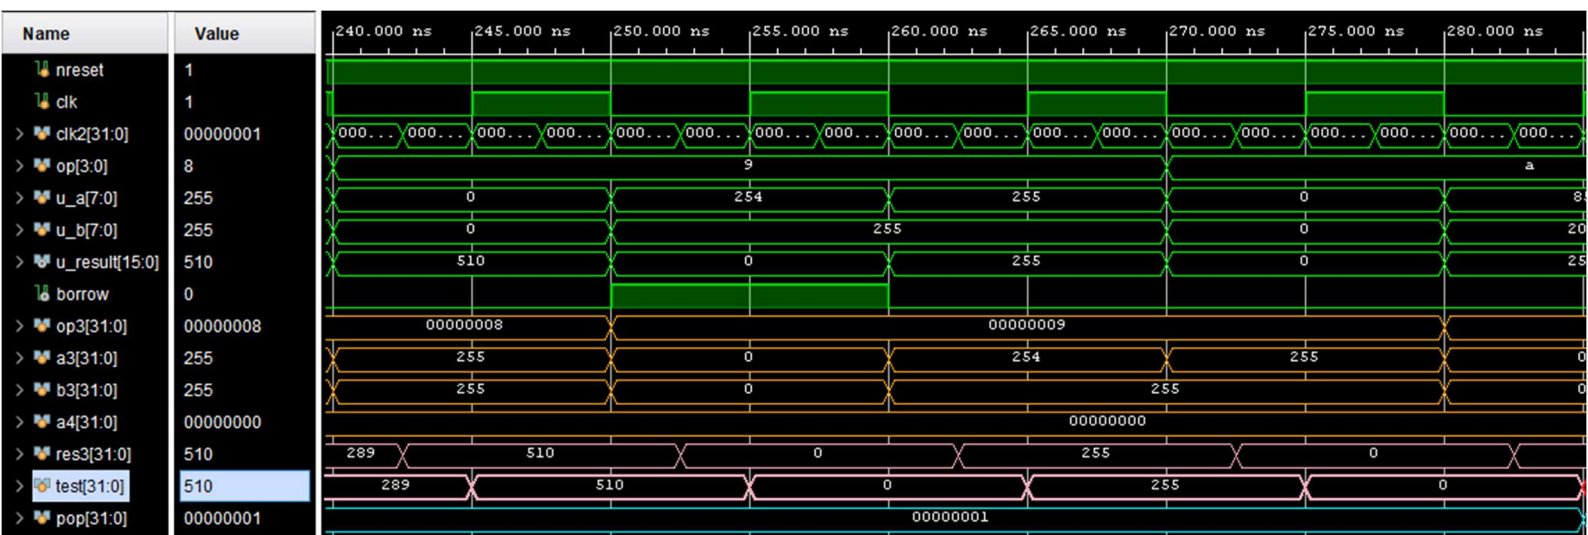 Name Value 240.000 ns 245.000 ns 250.000 ns 255.000 ns 260.000 ns 265.000 ns 270.000 ns 275.000 ns 280.000 ns
nreset 1
clk 1
clk2[31:0] 00000001 000... 000... 000... 000... 000... 000... 000... 000... 000... 000... 000... 000... 000... 000... 000... 000... 000... 000...
op[3:0] 8 9 a
u_a[7:0] 255 0 254 255 0 8
u_b[7:0] 255 0 255 0 20
u_result[15:0] 510 510 0 255 0 25
borrow 0
op3[31:0] 00000008 00000008 00000009
a3[31:0] 255 255 0 254 255 0
b3[31:0] 255 255 0 255 0
a4[31:0] 00000000 00000000
res3[31:0] 510 289 510 0 255 0
test[31:0] 510 289 510 0 255 0
pop[31:0] 00000001 00000001